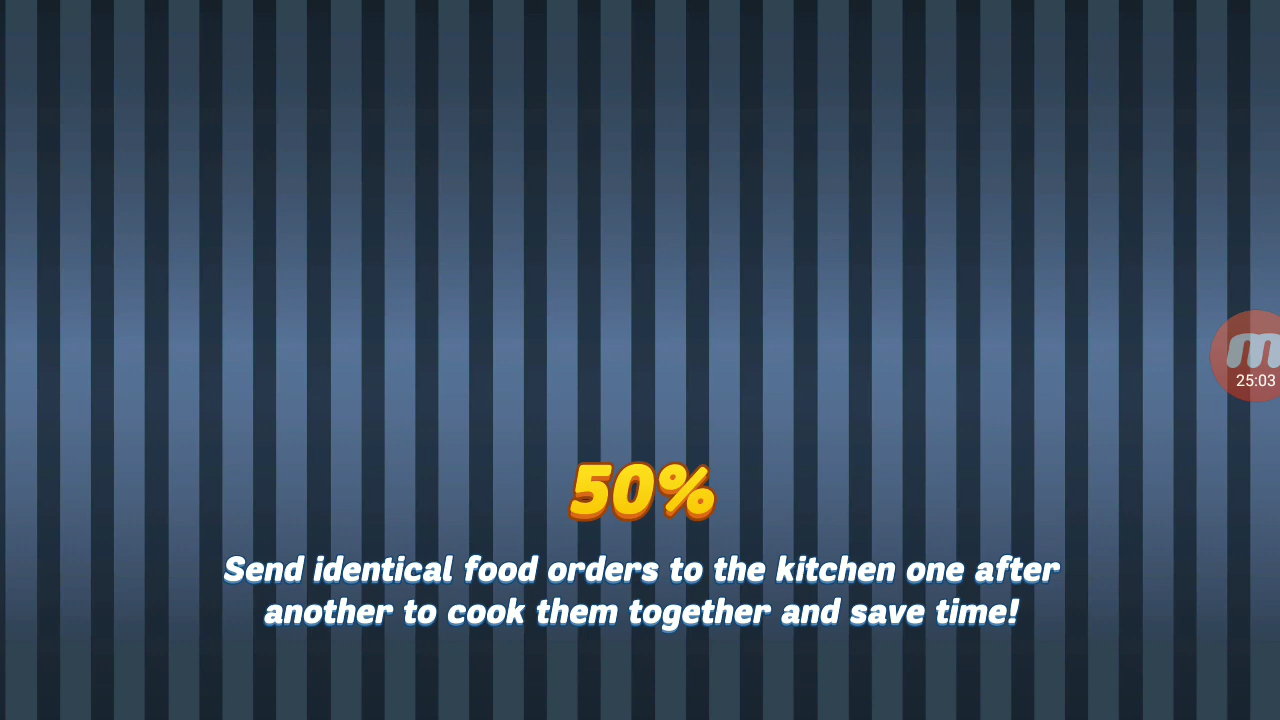 50%
Send identical food orders to the kitchen one after
another to cook them together and save time!
25:03